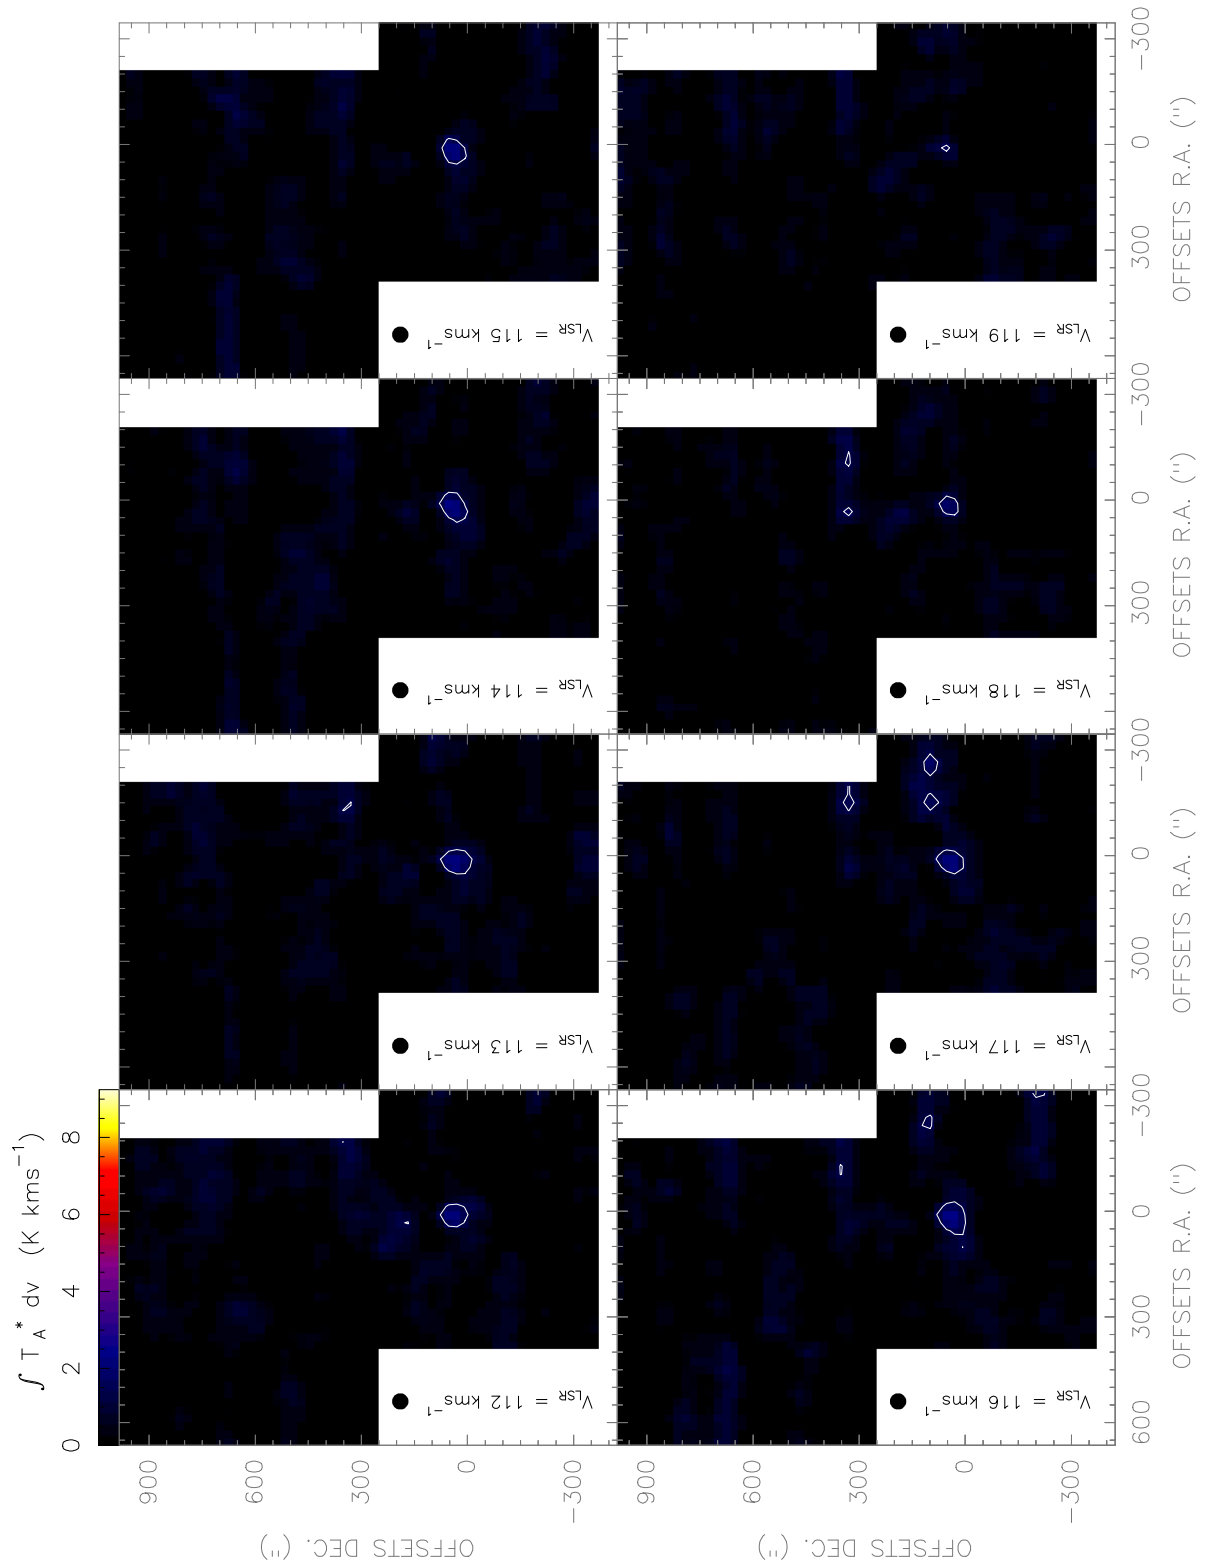 ∫ T_A* dv (K kms⁻¹)
0 2 4 6 8
V_LSR = 112 kms⁻¹
V_LSR = 113 kms⁻¹
V_LSR = 114 kms⁻¹
V_LSR = 115 kms⁻¹
900 600 300 0 −300
OFFSETS DEC. (")
V_LSR = 116 kms⁻¹
V_LSR = 117 kms⁻¹
V_LSR = 118 kms⁻¹
V_LSR = 119 kms⁻¹
900 600 300 0 −300
OFFSETS DEC. (")
600 300 0 −300
300 0 −300
300 0 −300
300 0 −300
OFFSETS R.A. (")
OFFSETS R.A. (")
OFFSETS R.A. (")
OFFSETS R.A. (")